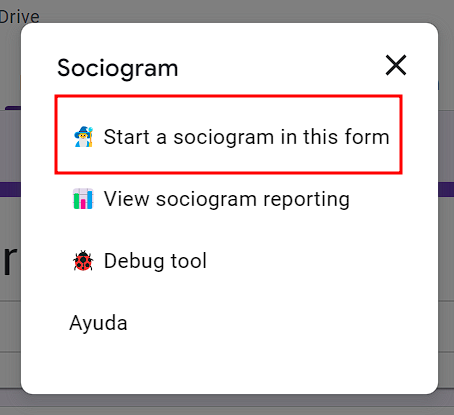 Drive
Sociogram
Start a sociogram in this form
View sociogram reporting
Debug tool
Ayuda